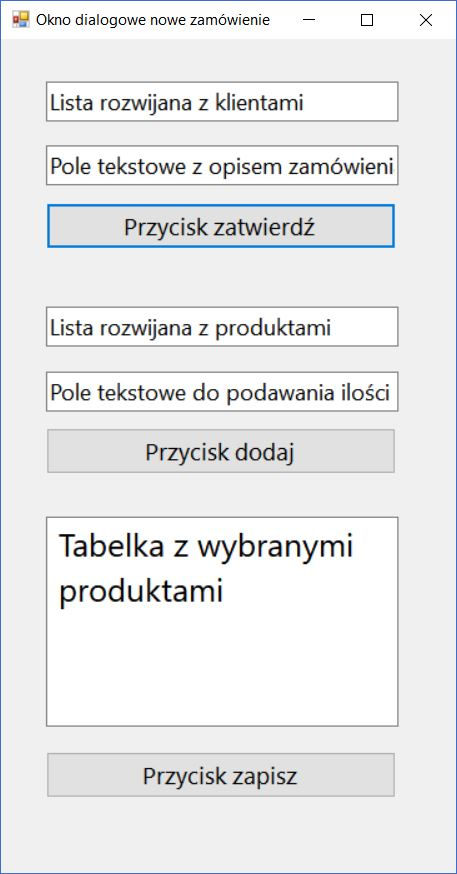 Okno dialogowe nowe zamówienie
Lista rozwijana z klientami
Pole tekstowe z opisem zamówieni
Przycisk zatwierdź
Lista rozwijana z produktami
Pole tekstowe do podawania ilości
Przycisk dodaj
Tabelka z wybranymi
produktami
Przycisk zapisz